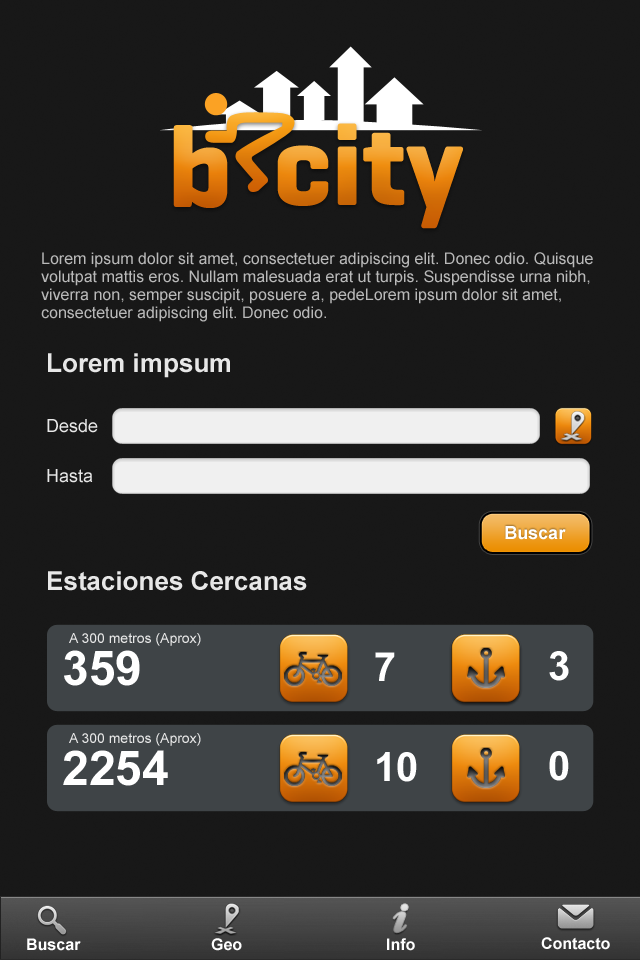 bicity
Lorem ipsum dolor sit amet, consectetuer adipiscing elit. Donec odio. Quisque
volutpat mattis eros. Nullam malesuada erat ut turpis. Suspendisse urna nibh,
viverra non, semper suscipit, posuere a, pedeLorem ipsum dolor sit amet,
consectetuer adipiscing elit. Donec odio.
Lorem impsum
Desde
Hasta
Buscar
Estaciones Cercanas
A 300 metros (Aprox)
359 7 3
A 300 metros (Aprox)
2254 10 0
Buscar Geo Info Contacto